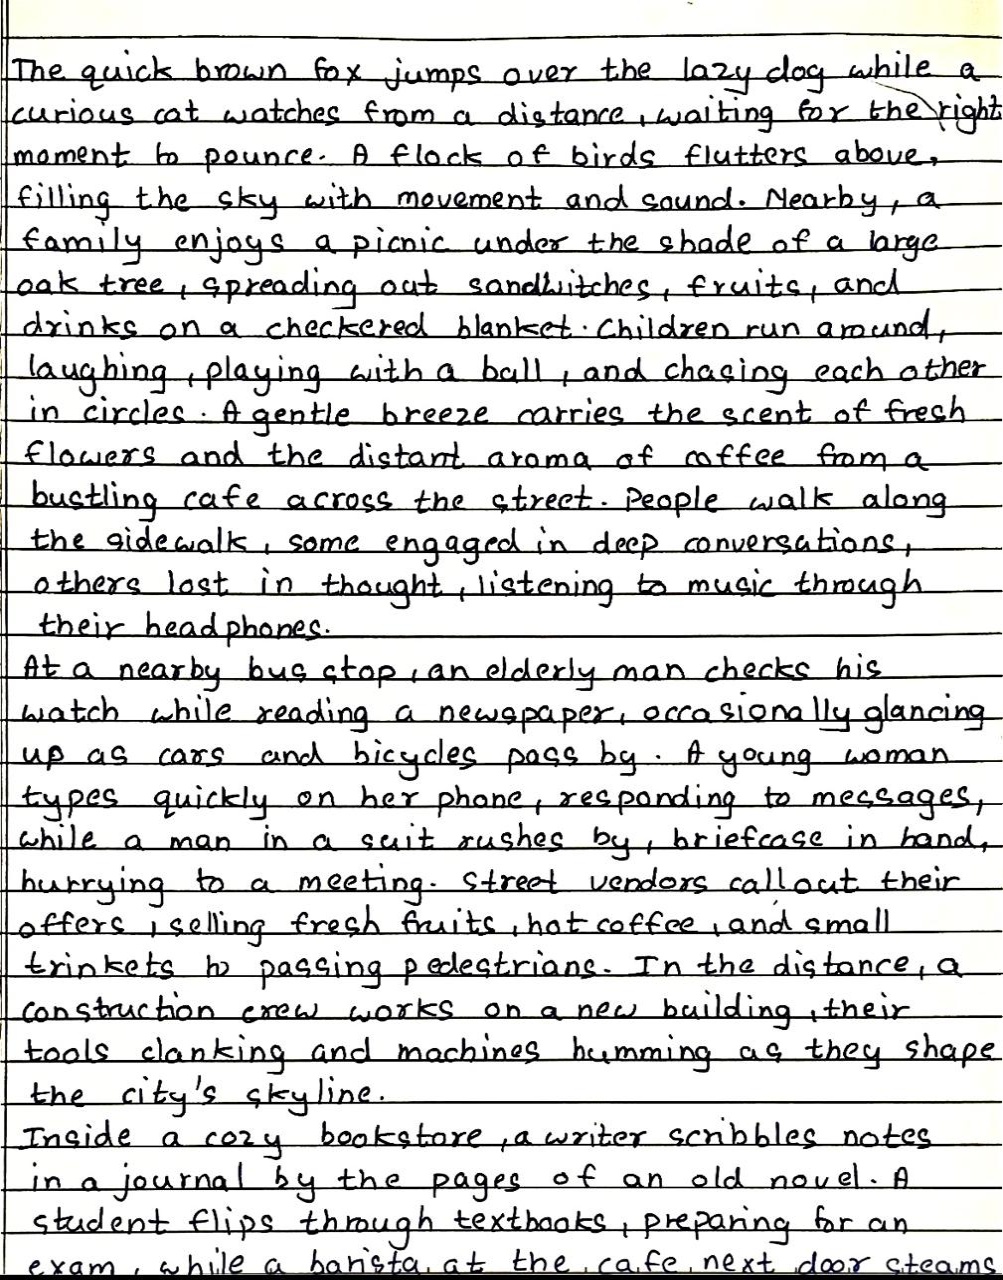 The quick brown fox jumps over the lazy dog while a
curious cat watches from a distance, waiting for the right
moment to pounce. A flock of birds flutters above,
filling the sky with movement and sound. Nearby, a
family enjoys a picnic under the shade of a large
oak tree, spreading out sandwitches, fruits, and
drinks on a checkered blanket. Children run around,
laughing, playing with a ball, and chasing each other
in circles. A gentle breeze carries the scent of fresh
flowers and the distant aroma of coffee from a
bustling cafe across the street. People walk along
the sidewalk, some engaged in deep conversations,
others lost in thought, listening to music through
their headphones.
At a nearby bus stop, an elderly man checks his
watch while reading a newspaper, occasionally glancing
up as cars and bicycles pass by. A young woman
types quickly on her phone, responding to messages,
while a man in a suit rushes by, briefcase in hand,
hurrying to a meeting. Street vendors call out their
offers, selling fresh fruits, hot coffee, and small
trinkets to passing pedestrians. In the distance, a
construction crew works on a new building, their
tools clanking and machines humming as they shape
the city's skyline.
Inside a cozy bookstore, a writer scribbles notes
in a journal by the pages of an old novel. A
student flips through textbooks, preparing for an
exam, while a barista at the cafe next door steams